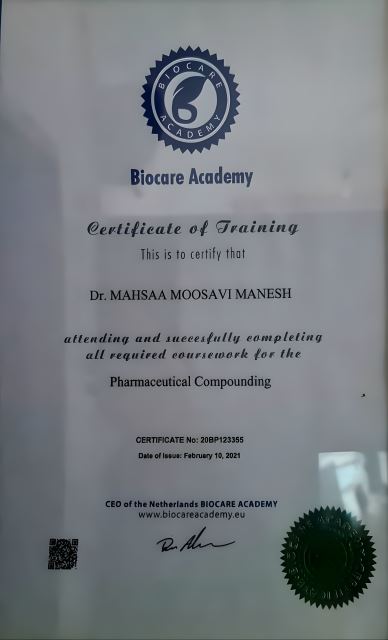 BIOCARE
ACADEMY
Biocare Academy
Certificate of Training
This is to certify that
Dr. MAHSAA MOOSAVI MANESH
attending and succesfully completing
all required coursework for the
Pharmaceutical Compounding
CERTIFICATE No: 20BP123355
Date of Issue: February 10, 2021
CEO of the Netherlands BIOCARE ACADEMY
www.biocareacademy.eu